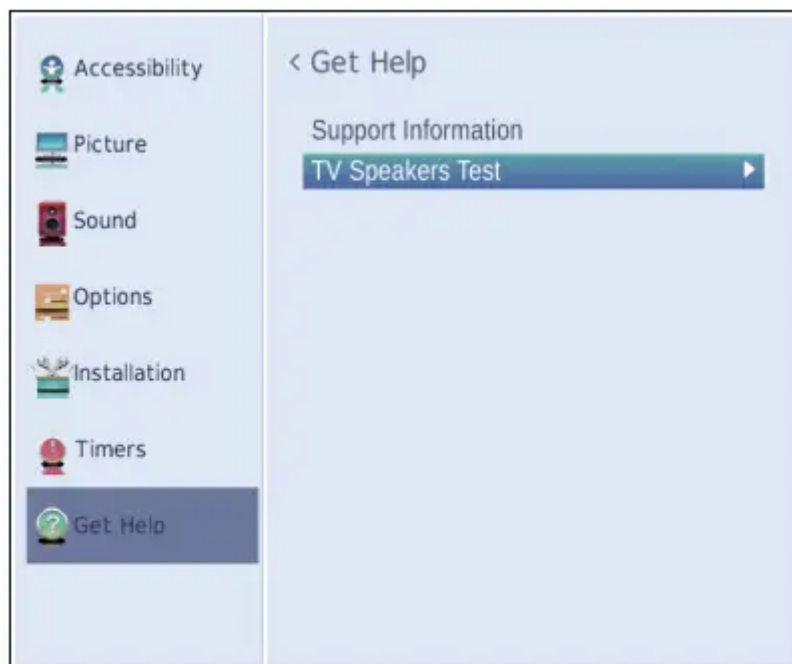 Accessibility
Picture
Sound
Options
Installation
Timers
Get Help
< Get Help
Support Information
TV Speakers Test